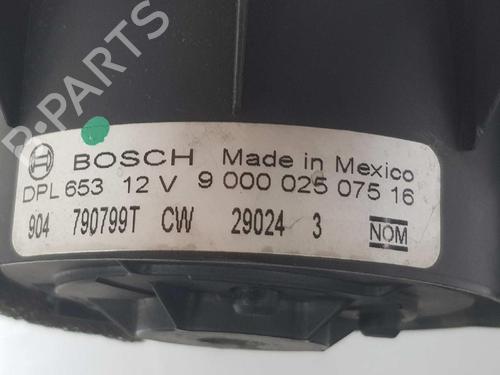 B-PARTS
BOSCH Made in Mexico
DPL 653 12 V 9 000 025 075 16
904 790799T CW 29024 3 NOM